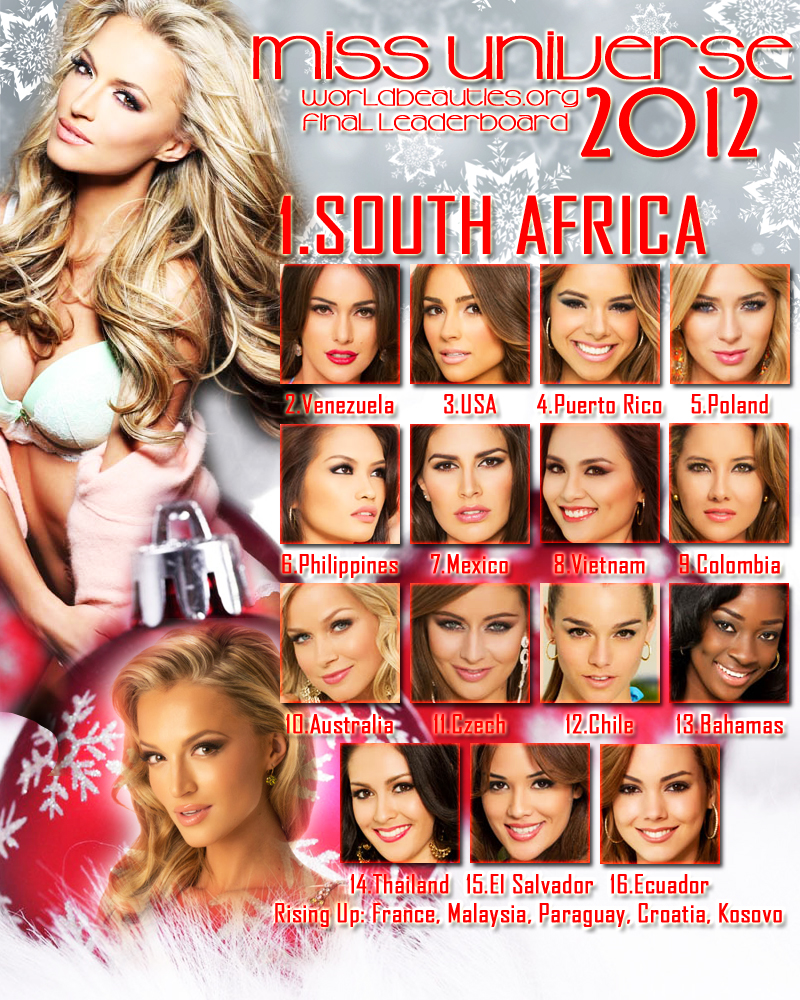 MISS UNIVERSE
WORLDBEAUTIES.ORG
FINAL LEADERBOARD
2012
1.SOUTH AFRICA
2.Venezuela 3.USA 4.Puerto Rico 5.Poland
6.Philippines 7.Mexico 8.Vietnam 9.Colombia
10.Australia 11.Czech 12.Chile 13.Bahamas
14.Thailand 15.El Salvador 16.Ecuador
Rising Up: France, Malaysia, Paraguay, Croatia, Kosovo